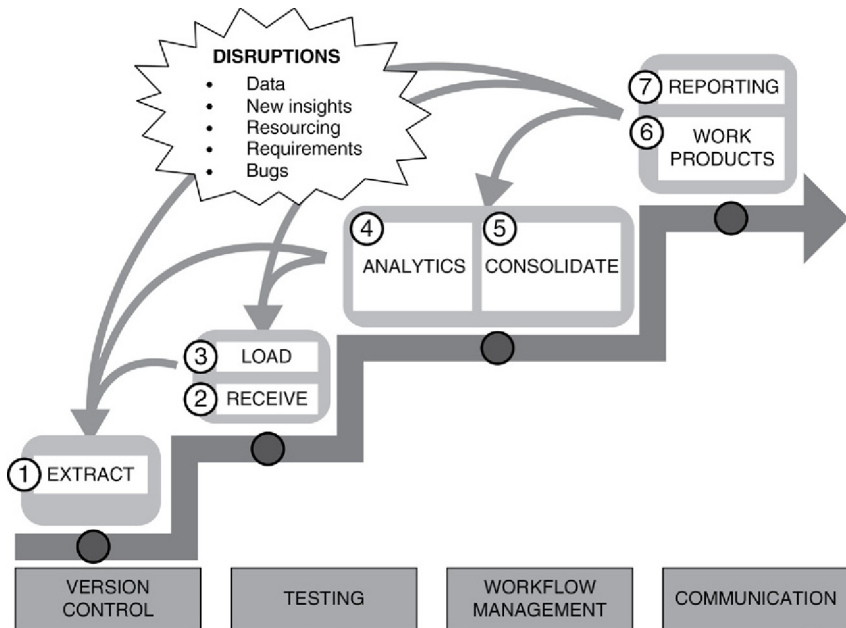 DISRUPTIONS
• Data
• New insights
• Resourcing
• Requirements
• Bugs
7 REPORTING
6 WORK
PRODUCTS
4 ANALYTICS
5 CONSOLIDATE
3 LOAD
2 RECEIVE
1 EXTRACT
VERSION
CONTROL
TESTING
WORKFLOW
MANAGEMENT
COMMUNICATION